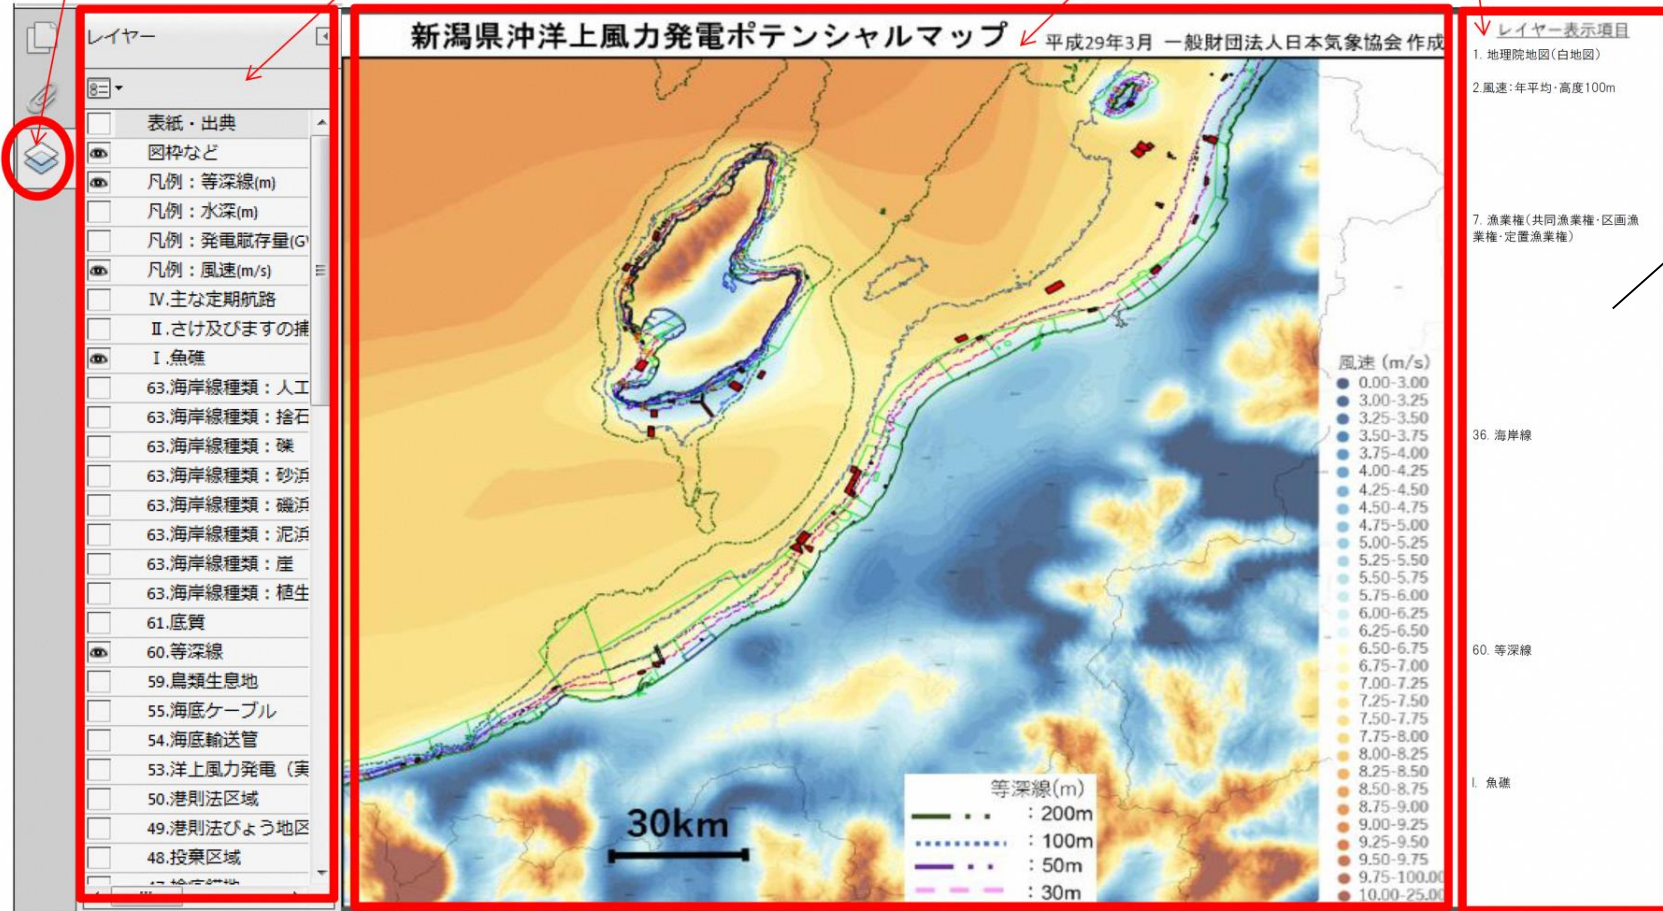 レイヤー
表紙・出典
図枠など
凡例：等深線(m)
凡例：水深(m)
凡例：発電賦存量(G
凡例：風速(m/s)
Ⅳ.主な定期航路
Ⅱ.さけ及びますの捕
Ⅰ.魚礁
63.海岸線種類：人工
63.海岸線種類：捨石
63.海岸線種類：磯
63.海岸線種類：砂浜
63.海岸線種類：磯浜
63.海岸線種類：泥浜
63.海岸線種類：崖
63.海岸線種類：植生
61.底質
60.等深線
59.鳥類生息地
55.海底ケーブル
54.海底輸送管
53.洋上風力発電（実
50.港則法区域
49.港則法びょう地区
48.投棄区域
新潟県沖洋上風力発電ポテンシャルマップ
平成29年3月 一般財団法人日本気象協会 作成
風速 (m/s)
0.00-3.00
3.00-3.25
3.25-3.50
3.50-3.75
3.75-4.00
4.00-4.25
4.25-4.50
4.50-4.75
4.75-5.00
5.00-5.25
5.25-5.50
5.50-5.75
5.75-6.00
6.00-6.25
6.25-6.50
6.50-6.75
6.75-7.00
7.00-7.25
7.25-7.50
7.50-7.75
7.75-8.00
8.00-8.25
8.25-8.50
8.50-8.75
8.75-9.00
9.00-9.25
9.25-9.50
9.50-9.75
9.75-100.00
10.00-25.00
30km
等深線(m)
：200m
：100m
：50m
：30m
レイヤー表示項目
1. 地理院地図(白地図)
2.風速：年平均・高度100m
7. 漁業権(共同漁業権・区画漁
業権・定置漁業権)
36. 海岸線
60. 等深線
I. 魚礁